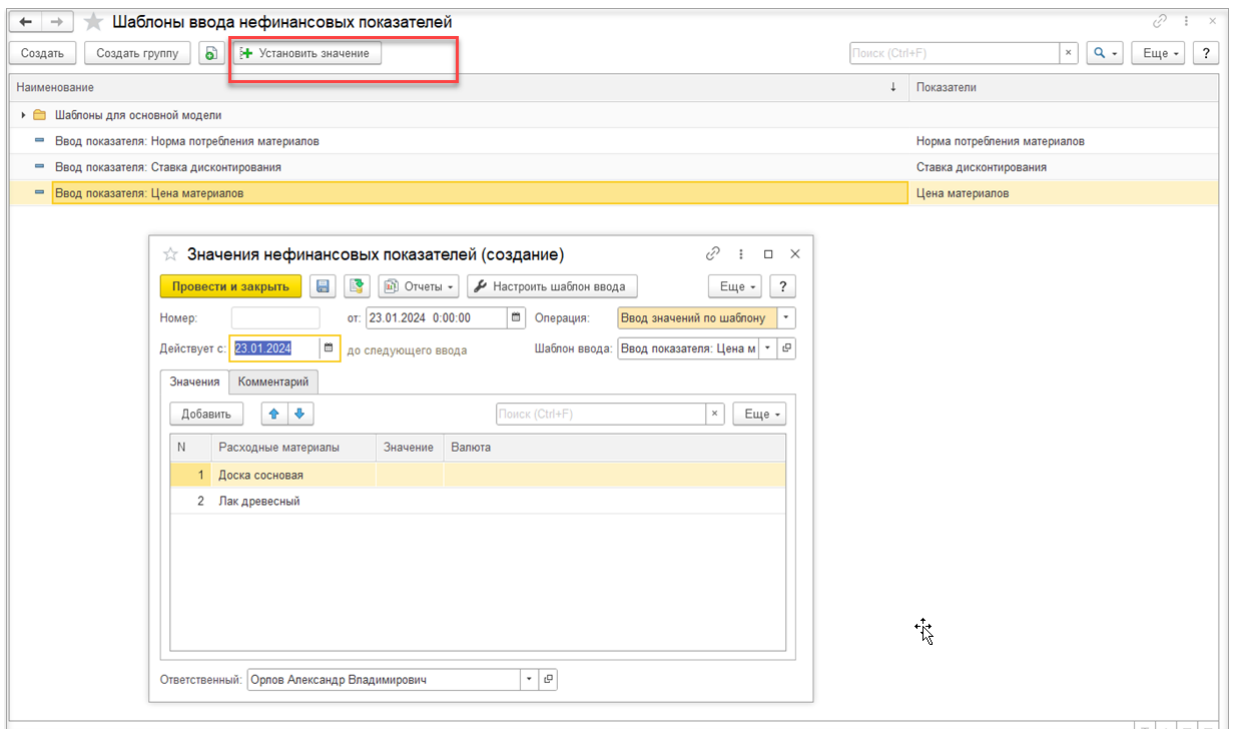 Шаблоны ввода нефинансовых показателей
Создать Создать группу Установить значение Поиск (Ctrl+F) × Еще ?
Наименование ↓ Показатели
Шаблоны для основной модели
Ввод показателя: Норма потребления материалов Норма потребления материалов
Ввод показателя: Ставка дисконтирования Ставка дисконтирования
Ввод показателя: Цена материалов Цена материалов
Значения нефинансовых показателей (создание)
Провести и закрыть Отчеты Настроить шаблон ввода Еще ?
Номер: от: 23.01.2024 0:00:00 Операция: Ввод значений по шаблону
Действует с: 23.01.2024 до следующего ввода Шаблон ввода: Ввод показателя: Цена м
Значения Комментарий
Добавить Поиск (Ctrl+F) × Еще
N Расходные материалы Значение Валюта
1 Доска сосновая
2 Лак древесный
Ответственный: Орлов Александр Владимирович